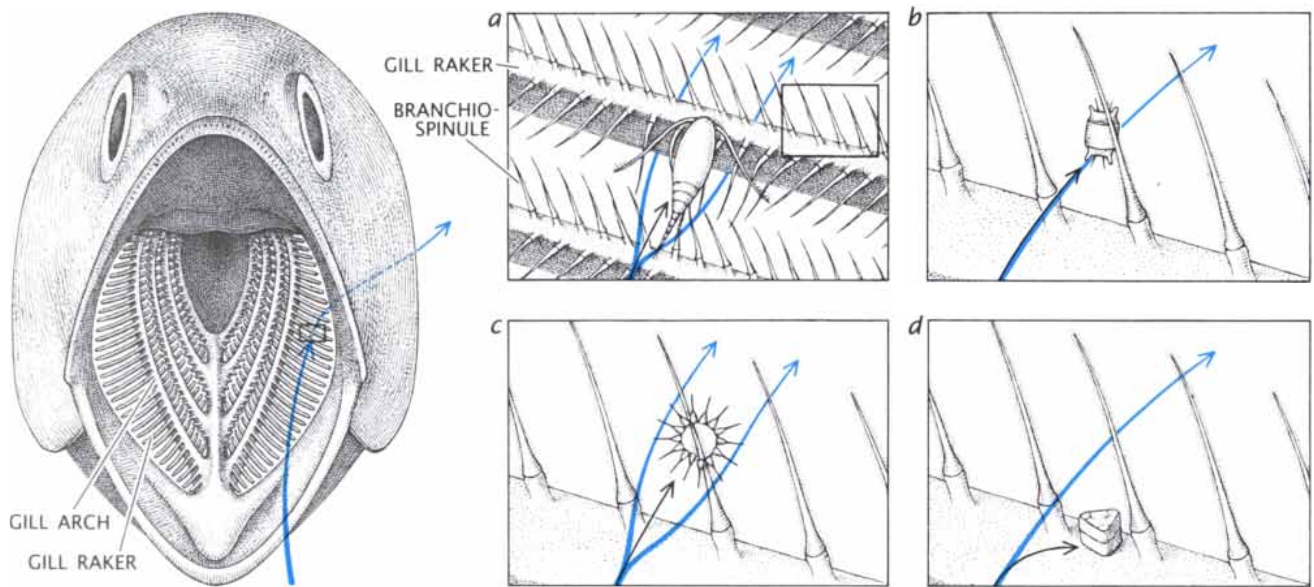 GILL ARCH
GILL RAKER
a
GILL RAKER
BRANCHIO-
SPINULE
b
c
d